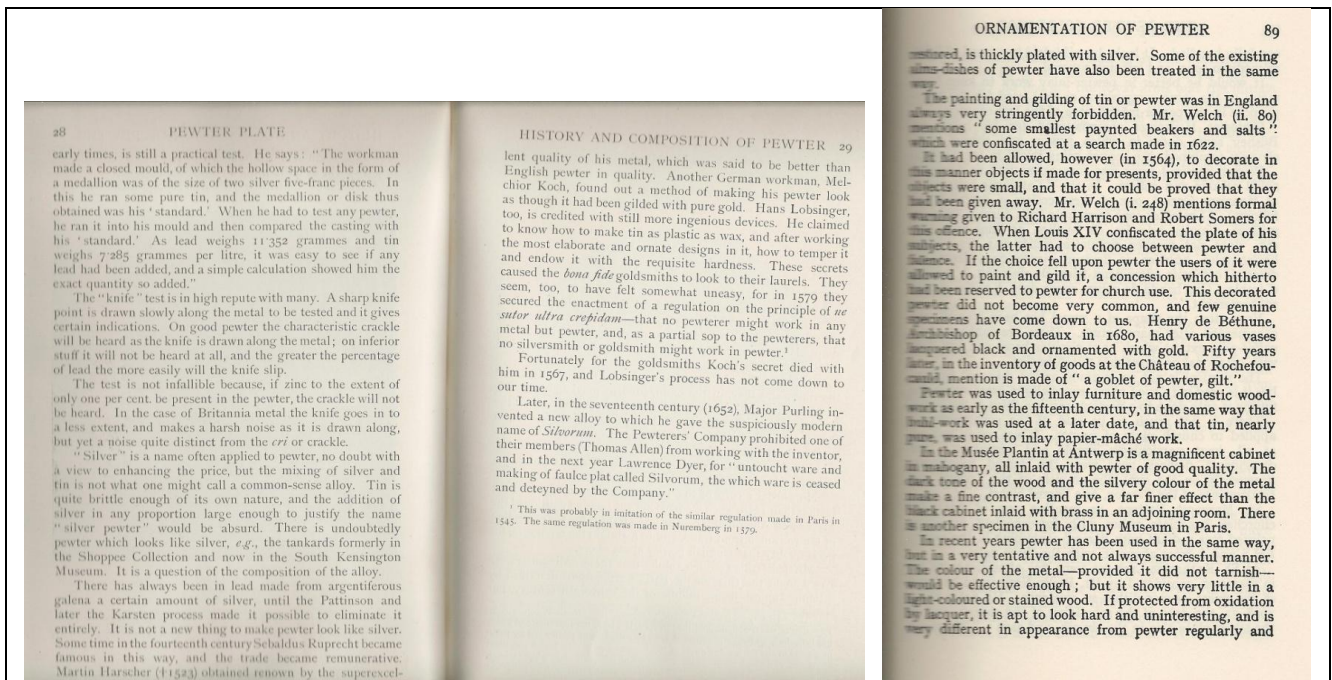 28 PEWTER PLATE
early times, is still a practical test. He says: "The workman
made a closed mould, of which the hollow space in the form of
a medallion was of the size of two silver five-franc pieces. In
this he ran some pure tin, and the medallion or disk thus
obtained was his 'standard.' When he had to test any pewter,
he ran it into his mould and then compared the casting with
his 'standard.' As lead weighs 11·352 grammes and tin
weighs 7·285 grammes per litre, it was easy to see if any
lead had been added, and a simple calculation showed him the
exact quantity so added."
The "knife" test is in high repute with many. A sharp knife
point is drawn slowly along the metal to be tested and it gives
certain indications. On good pewter the characteristic crackle
will be heard as the knife is drawn along the metal; on inferior
stuff it will not be heard at all, and the greater the percentage
of lead the more easily will the knife slip.
The test is not infallible because, if zinc to the extent of
only one per cent. be present in the pewter, the crackle will not
be heard. In the case of Britannia metal the knife goes in to
a less extent, and makes a harsh noise as it is drawn along,
but yet a noise quite distinct from the cri or crackle.
"Silver" is a name often applied to pewter, no doubt with
a view to enhancing the price, but the mixing of silver and
tin is not what one might call a common-sense alloy. Tin is
quite brittle enough of its own nature, and the addition of
silver in any proportion large enough to justify the name
"silver pewter" would be absurd. There is undoubtedly
pewter which looks like silver, e.g., the tankards formerly in
the Shoppee Collection and now in the South Kensington
Museum. It is a question of the composition of the alloy.
There has always been in lead made from argentiferous
galena a certain amount of silver, until the Pattinson and
later the Karsten process made it possible to eliminate it
entirely. It is not a new thing to make pewter look like silver.
Some time in the fourteenth century Sebaldus Ruprecht became
famous in this way, and the trade became remunerative.
Martin Harscher (†1523) obtained renown by the superexcel-
HISTORY AND COMPOSITION OF PEWTER 29
lent quality of his metal, which was said to be better than
English pewter in quality. Another German workman, Mel-
chior Koch, found out a method of making his pewter look
as though it had been gilded with pure gold. Hans Lobsinger,
too, is credited with still more ingenious devices. He claimed
to know how to make tin as plastic as wax, and after working
the most elaborate and ornate designs in it, how to temper it
and endow it with the requisite hardness. These secrets
caused the bona fide goldsmiths to look to their laurels. They
seem, too, to have felt somewhat uneasy, for in 1579 they
secured the enactment of a regulation on the principle of ne
sutor ultra crepidam—that no pewterer might work in any
metal but pewter, and, as a partial sop to the pewterers, that
no silversmith or goldsmith might work in pewter.¹
Fortunately for the goldsmiths Koch's secret died with
him in 1567, and Lobsinger's process has not come down to
our time.
Later, in the seventeenth century (1652), Major Purling in-
vented a new alloy to which he gave the suspiciously modern
name of Silvorum. The Pewterers' Company prohibited one of
their members (Thomas Allen) from working with the inventor,
and in the next year Lawrence Dyer, for "untoucht ware and
making of faulce plat called Silvorum, the which ware is ceased
and deteyned by the Company."
¹ This was probably in imitation of the similar regulation made in Paris in
1545. The same regulation was made in Nuremberg in 1579.
ORNAMENTATION OF PEWTER 89
restored, is thickly plated with silver. Some of the existing
alms-dishes of pewter have also been treated in the same
way.
The painting and gilding of tin or pewter was in England
always very stringently forbidden. Mr. Welch (ii. 80)
mentions "some smallest paynted beakers and salts"
which were confiscated at a search made in 1622.
It had been allowed, however (in 1564), to decorate in
this manner objects if made for presents, provided that the
objects were small, and that it could be proved that they
had been given away. Mr. Welch (i. 248) mentions formal
warning given to Richard Harrison and Robert Somers for
this offence. When Louis XIV confiscated the plate of his
subjects, the latter had to choose between pewter and
faience. If the choice fell upon pewter the users of it were
allowed to paint and gild it, a concession which hitherto
had been reserved to pewter for church use. This decorated
pewter did not become very common, and few genuine
specimens have come down to us. Henry de Béthune,
Archbishop of Bordeaux in 1680, had various vases
lacquered black and ornamented with gold. Fifty years
later, in the inventory of goods at the Château of Rochefou-
cauld, mention is made of "a goblet of pewter, gilt."
Pewter was used to inlay furniture and domestic wood-
work as early as the fifteenth century, in the same way that
buhl-work was used at a later date, and that tin, nearly
pure, was used to inlay papier-mâché work.
In the Musée Plantin at Antwerp is a magnificent cabinet
in mahogany, all inlaid with pewter of good quality. The
dark tone of the wood and the silvery colour of the metal
make a fine contrast, and give a far finer effect than the
black cabinet inlaid with brass in an adjoining room. There
is another specimen in the Cluny Museum in Paris.
In recent years pewter has been used in the same way,
but in a very tentative and not always successful manner.
The colour of the metal—provided it did not tarnish—
would be effective enough; but it shows very little in a
light-coloured or stained wood. If protected from oxidation
by lacquer, it is apt to look hard and uninteresting, and is
very different in appearance from pewter regularly and